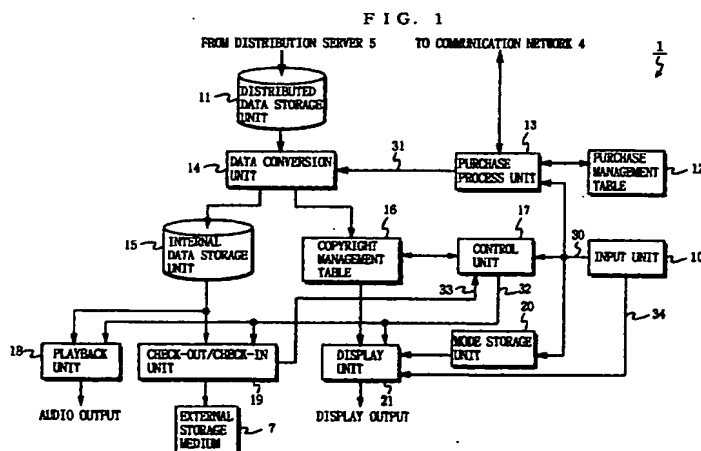 FIG. 1
FROM DISTRIBUTION SERVER 5
TO COMMUNICATION NETWORK 4
1
11
DISTRIBUTED
DATA STORAGE
UNIT
13
31
14
DATA CONVERSION
UNIT
PURCHASE
PROCESS UNIT
PURCHASE
MANAGEMENT
TABLE
12
16
17
15
INTERNAL
DATA STORAGE
UNIT
COPYRIGHT
MANAGEMENT
TABLE
CONTROL
UNIT
30
INPUT UNIT
10
33
32
20
34
18
PLAYBACK
UNIT
CHECK-OUT/CHECK-IN
UNIT
DISPLAY
UNIT
MODE STORAGE
UNIT
19
21
AUDIO OUTPUT
DISPLAY OUTPUT
EXTERNAL
STORAGE
MEDIUM
7